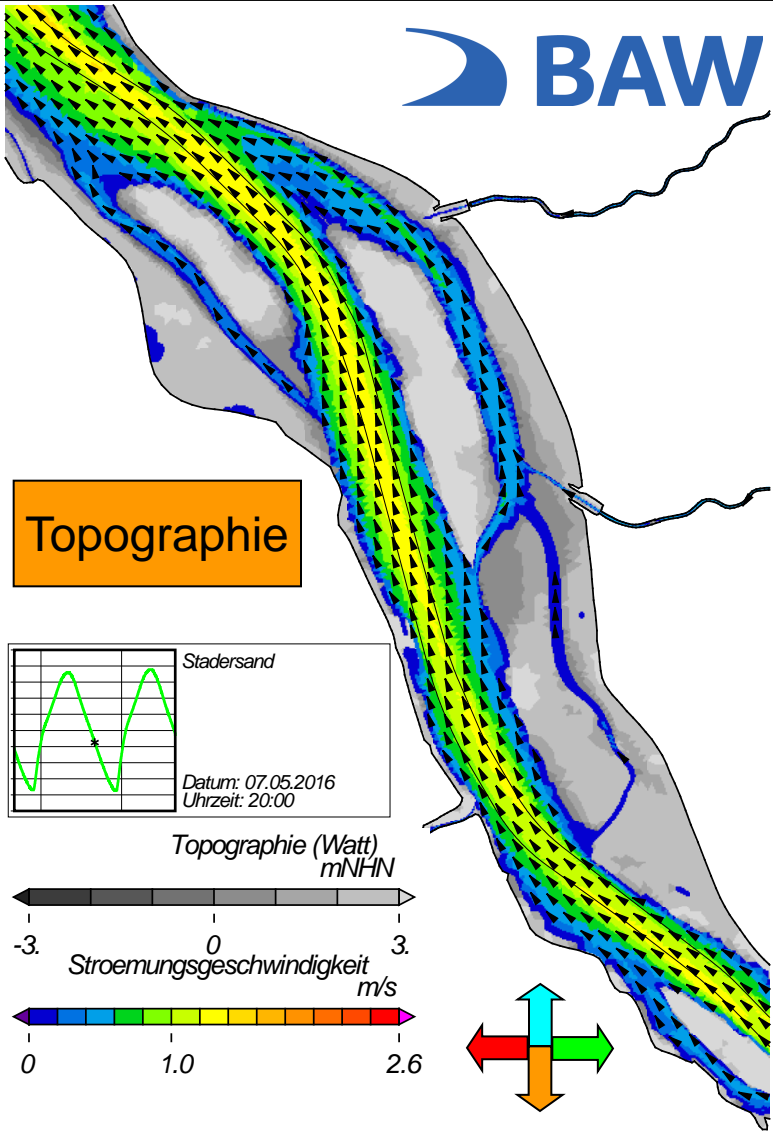 BAW
Topographie
Stadersand
Datum: 07.05.2016
Uhrzeit: 20:00
Topographie (Watt)
mNHN
-3. 0 3.
Stroemungsgeschwindigkeit
m/s
0 1.0 2.6